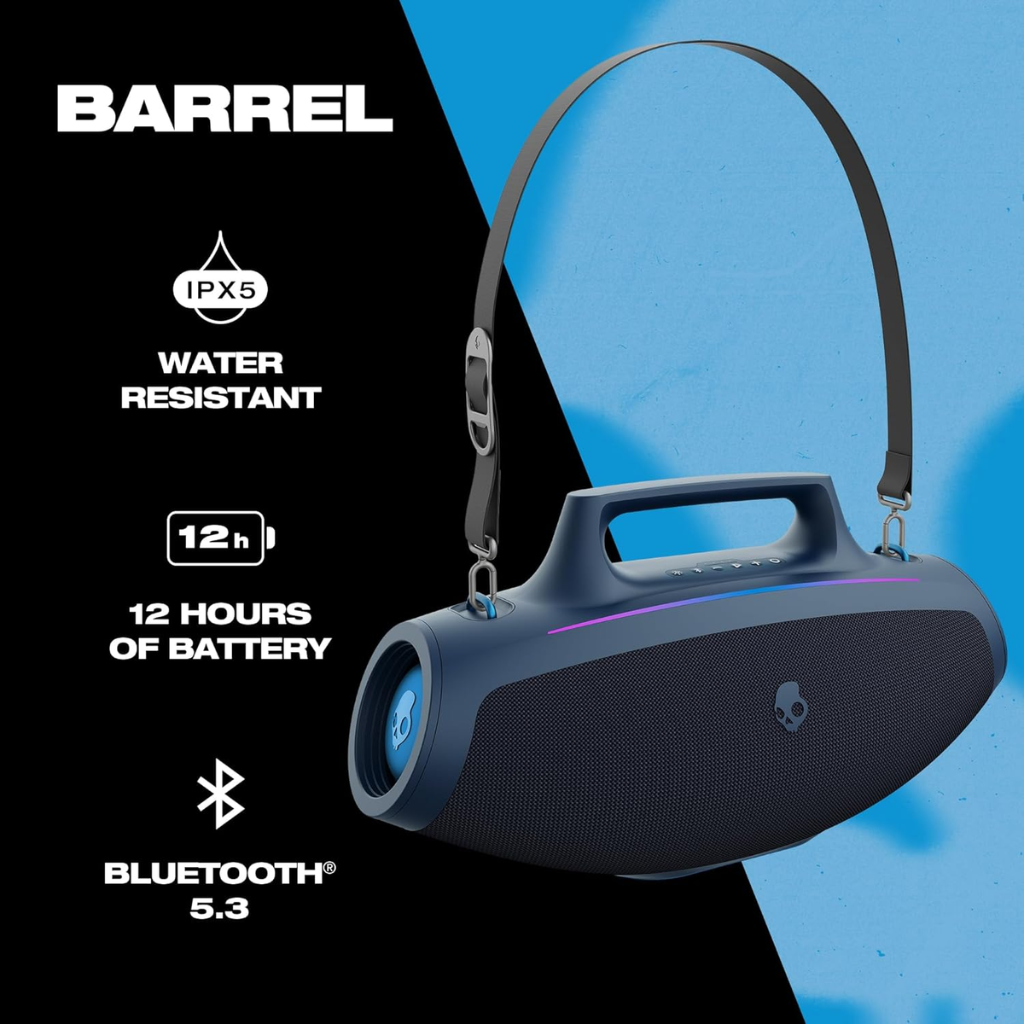 BARREL
IPX5
WATER
RESISTANT
12h
12 HOURS
OF BATTERY
BLUETOOTH®
5.3